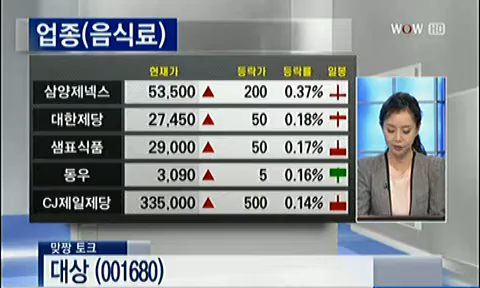 업종(음식료)
WOW HD
현재가 등락가 등락률 일봉
삼양제넥스 53,500 ▲ 200 0.37%
대한제당 27,450 ▲ 50 0.18%
샘표식품 29,000 ▲ 50 0.17%
동우 3,090 ▲ 5 0.16%
CJ제일제당 335,000 ▲ 500 0.14%
맞짱 토크
대상 (001680)